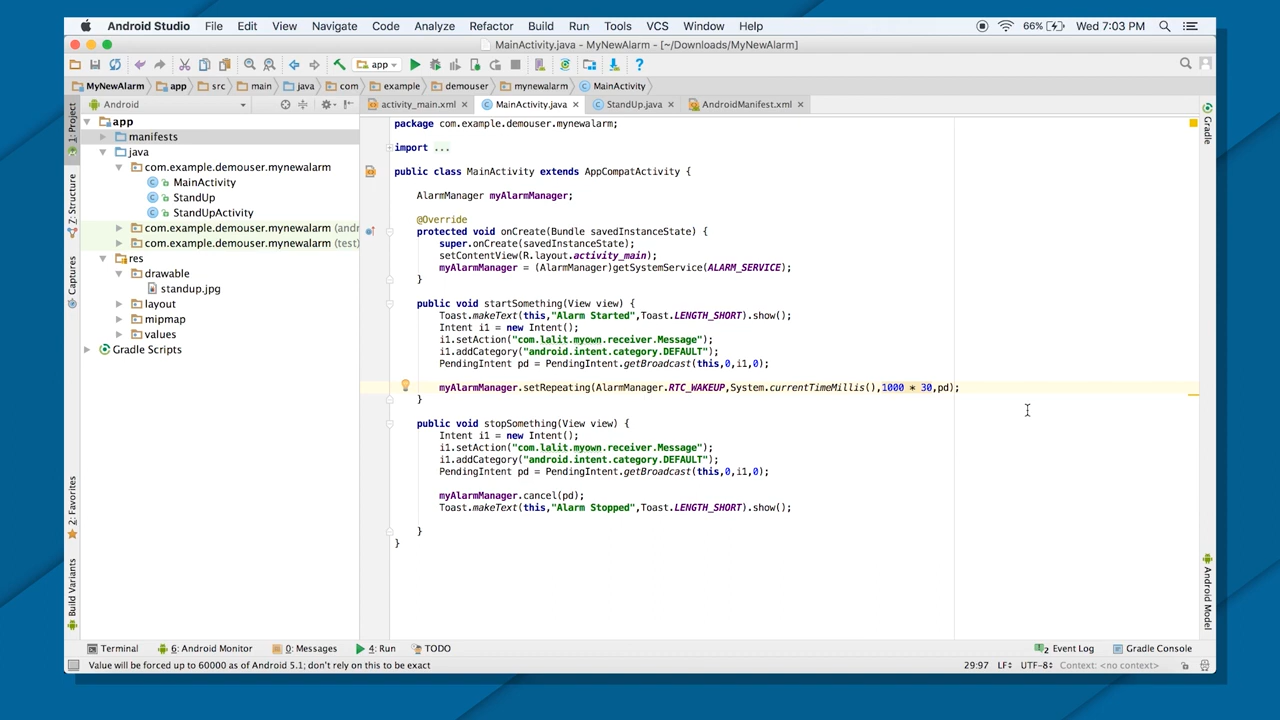 Android Studio File Edit View Navigate Code Analyze Refactor Build Run Tools VCS Window Help 66% Wed 7:03 PM
MainActivity.java - MyNewAlarm - [~/Downloads/MyNewAlarm]
app
MyNewAlarm app src main java com example demouser mynewalarm MainActivity
Android
activity_main.xml MainActivity.java StandUp.java AndroidManifest.xml
1: Project
Z: Structure
Captures
2: Favorites
Build Variants
app
manifests
java
com.example.demouser.mynewalarm
MainActivity
StandUp
StandUpActivity
com.example.demouser.mynewalarm (andr
com.example.demouser.mynewalarm (test)
res
drawable
standup.jpg
layout
mipmap
values
Gradle Scripts
package com.example.demouser.mynewalarm;
import ...
public class MainActivity extends AppCompatActivity {
AlarmManager myAlarmManager;
@Override
protected void onCreate(Bundle savedInstanceState) {
super.onCreate(savedInstanceState);
setContentView(R.layout.activity_main);
myAlarmManager = (AlarmManager)getSystemService(ALARM_SERVICE);
}
public void startSomething(View view) {
Toast.makeText(this,"Alarm Started",Toast.LENGTH_SHORT).show();
Intent i1 = new Intent();
i1.setAction("com.lalit.myown.receiver.Message");
i1.addCategory("android.intent.category.DEFAULT");
PendingIntent pd = PendingIntent.getBroadcast(this,0,i1,0);
myAlarmManager.setRepeating(AlarmManager.RTC_WAKEUP,System.currentTimeMillis(),1000 * 30,pd);
}
public void stopSomething(View view) {
Intent i1 = new Intent();
i1.setAction("com.lalit.myown.receiver.Message");
i1.addCategory("android.intent.category.DEFAULT");
PendingIntent pd = PendingIntent.getBroadcast(this,0,i1,0);
myAlarmManager.cancel(pd);
Toast.makeText(this,"Alarm Stopped",Toast.LENGTH_SHORT).show();
}
}
Gradle
Android Model
Terminal 6: Android Monitor 0: Messages 4: Run TODO 2 Event Log Gradle Console
Value will be forced up to 60000 as of Android 5.1; don't rely on this to be exact 29:97 LF UTF-8 Context: <no context>